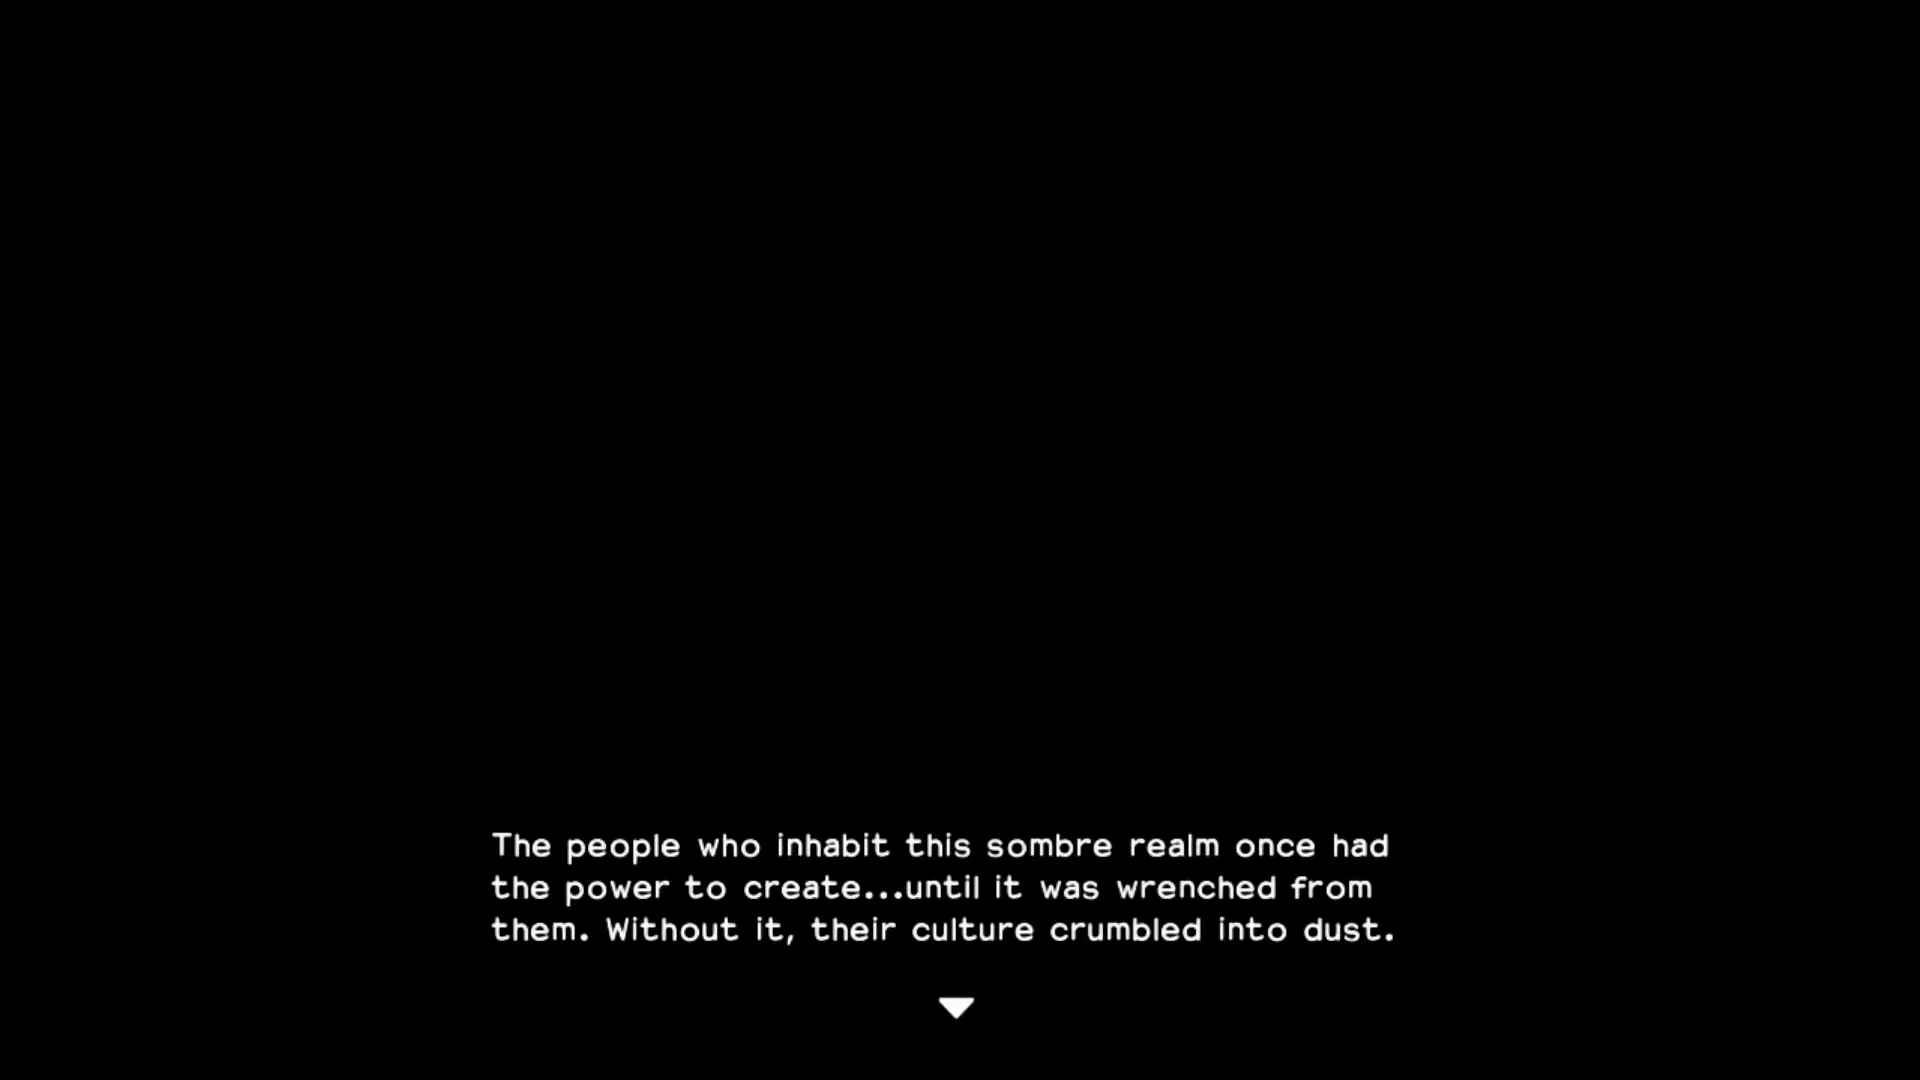 The people who inhabit this sombre realm once had
the power to create...until it was wrenched from
them. Without it, their culture crumbled into dust.